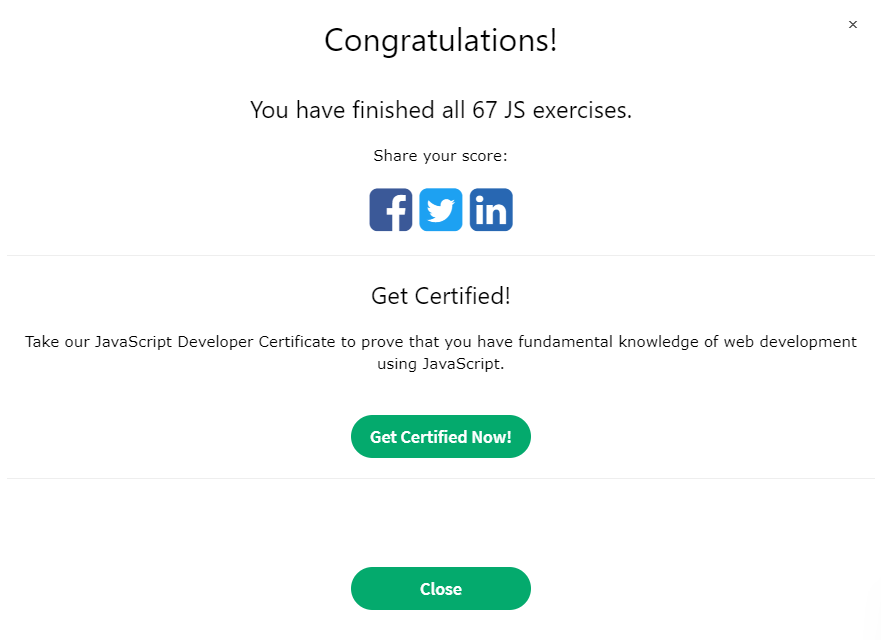 ×
Congratulations!
You have finished all 67 JS exercises.
Share your score:
f
in
Get Certified!
Take our JavaScript Developer Certificate to prove that you have fundamental knowledge of web development
using JavaScript.
Get Certified Now!
Close